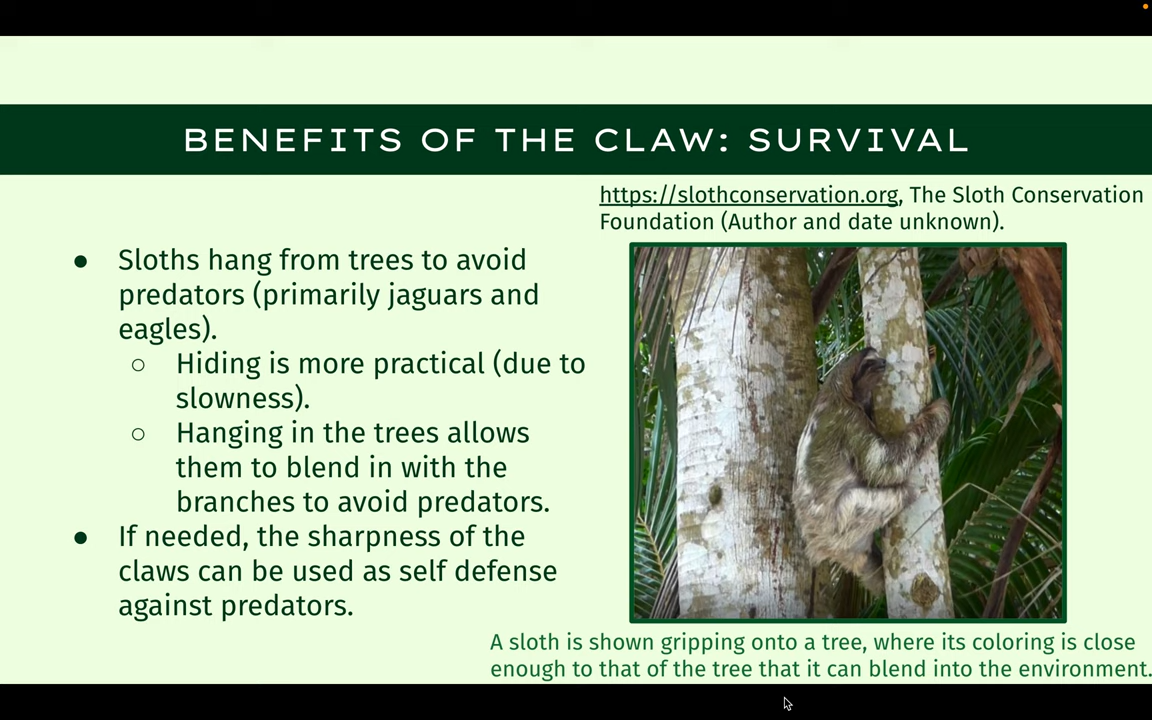 BENEFITS OF THE CLAW: SURVIVAL
https://slothconservation.org, The Sloth Conservation
Foundation (Author and date unknown).
● Sloths hang from trees to avoid
predators (primarily jaguars and
eagles).
○ Hiding is more practical (due to
slowness).
○ Hanging in the trees allows
them to blend in with the
branches to avoid predators.
● If needed, the sharpness of the
claws can be used as self defense
against predators.
A sloth is shown gripping onto a tree, where its coloring is close
enough to that of the tree that it can blend into the environment.